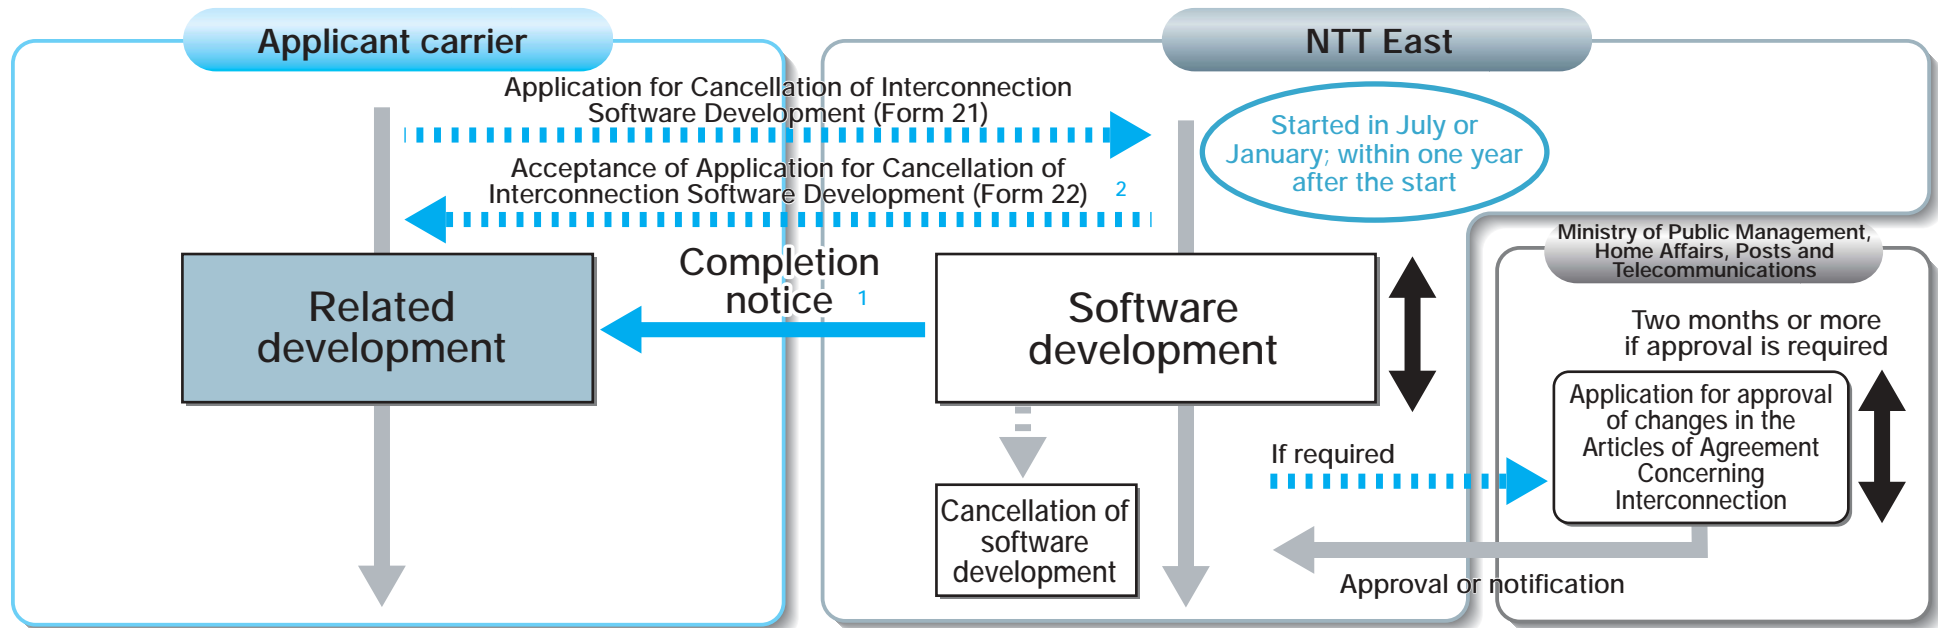 Applicant carrier
NTT East
Application for Cancellation of Interconnection
Software Development (Form 21)
Acceptance of Application for Cancellation of
Interconnection Software Development (Form 22) 2
Started in July or
January; within one year
after the start
Completion
notice 1
Related
development
Software
development
Ministry of Public Management,
Home Affairs, Posts and
Telecommunications
Two months or more
if approval is required
Application for approval
of changes in the
Articles of Agreement
Concerning
Interconnection
If required
Cancellation of
software
development
Approval or notification